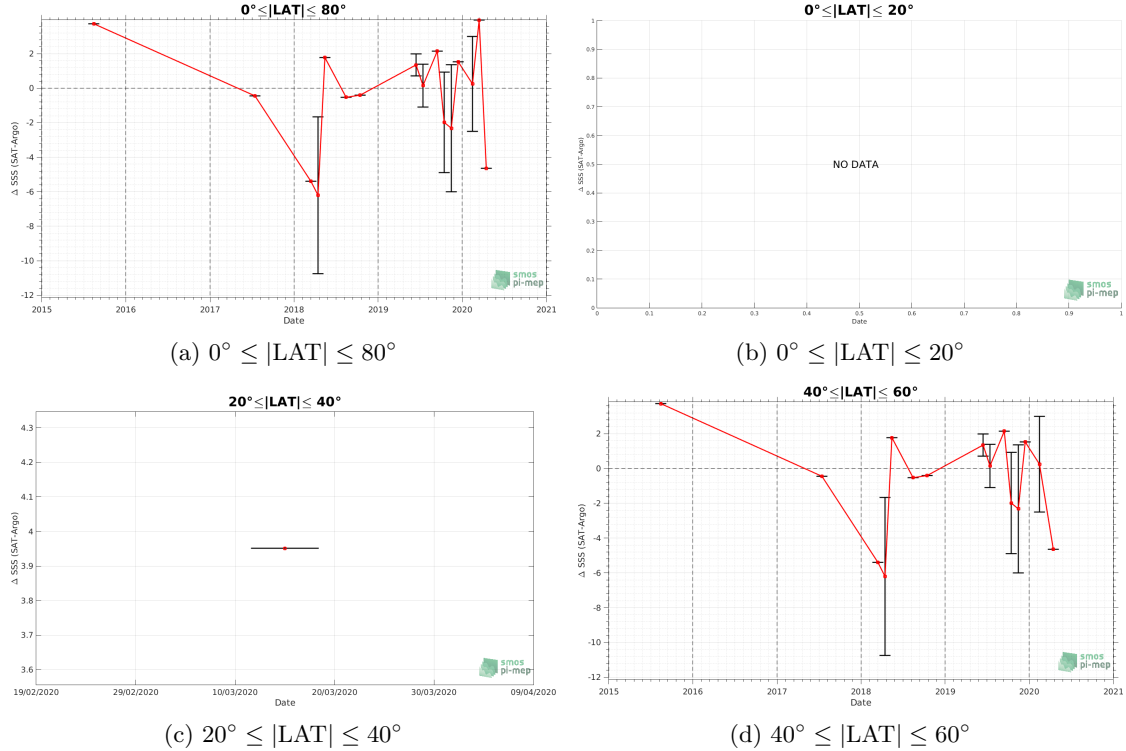 0°≤|LAT|≤ 80°
2
0
-2
-4
-6
-8
-10
-12
Δ SSS (SAT-Argo)
2015 2016 2017 2018 2019 2020 2021
Date
smos
pi-mep
(a) 0° ≤ |LAT| ≤ 80°
0°≤|LAT|≤ 20°
1
0.9
0.8
0.7
0.6
0.5
0.4
0.3
0.2
0.1
0
Δ SSS (SAT-Argo)
NO DATA
0 0.1 0.2 0.3 0.4 0.5 0.6 0.7 0.8 0.9 1
Date
smos
pi-mep
(b) 0° ≤ |LAT| ≤ 20°
20°≤|LAT|≤ 40°
4.3
4.2
4.1
4
3.9
3.8
3.7
3.6
Δ SSS (SAT-Argo)
19/02/2020 29/02/2020 10/03/2020 20/03/2020 30/03/2020 09/04/2020
Date
smos
pi-mep
(c) 20° ≤ |LAT| ≤ 40°
40°≤|LAT|≤ 60°
2
0
-2
-4
-6
-8
-10
-12
Δ SSS (SAT-Argo)
2015 2016 2017 2018 2019 2020 2021
Date
smos
pi-mep
(d) 40° ≤ |LAT| ≤ 60°